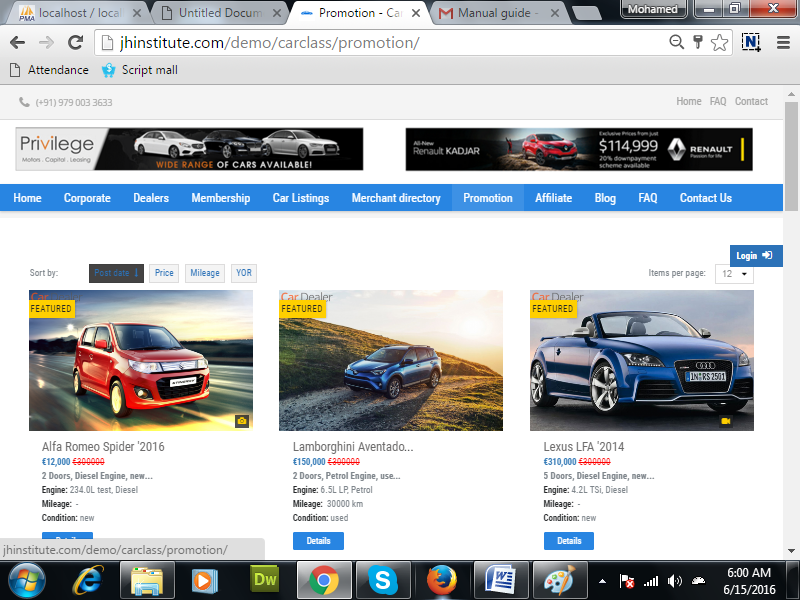 Mohamed
localhost / local
Untitled Docum
Promotion - Ca
Manual guide -
jhinstitute.com/demo/carclass/promotion/
Attendance
Script mall
(+91) 979 003 3633
Home FAQ Contact
Privilege
Motors . Capital . Leasing
WIDE RANGE OF CARS AVAILABLE!
All-New
Renault KADJAR
Exclusive Prices from just
$114,999
20% downpayment
scheme available
RENAULT
Passion for life
Home Corporate Dealers Membership Car Listings Merchant directory Promotion Affiliate Blog FAQ Contact Us
Login
Sort by: Post date Price Mileage YOR
Items per page: 12
FEATURED
Car Dealer
FEATURED
Car Dealer
FEATURED
Alfa Romeo Spider '2016
€12,000 €300000
2 Doors, Diesel Engine, new...
Engine: 234.0L test, Diesel
Mileage: -
Condition: new
Lamborghini Aventado...
€150,000 €300000
2 Doors, Petrol Engine, use...
Engine: 6.5L LP, Petrol
Mileage: 30000 km
Condition: used
Details
Lexus LFA '2014
€310,000 €300000
5 Doors, Diesel Engine, new...
Engine: 4.2L TSi, Diesel
Mileage: -
Condition: new
Details
jhinstitute.com/demo/carclass/promotion/
Dw
6:00 AM
6/15/2016